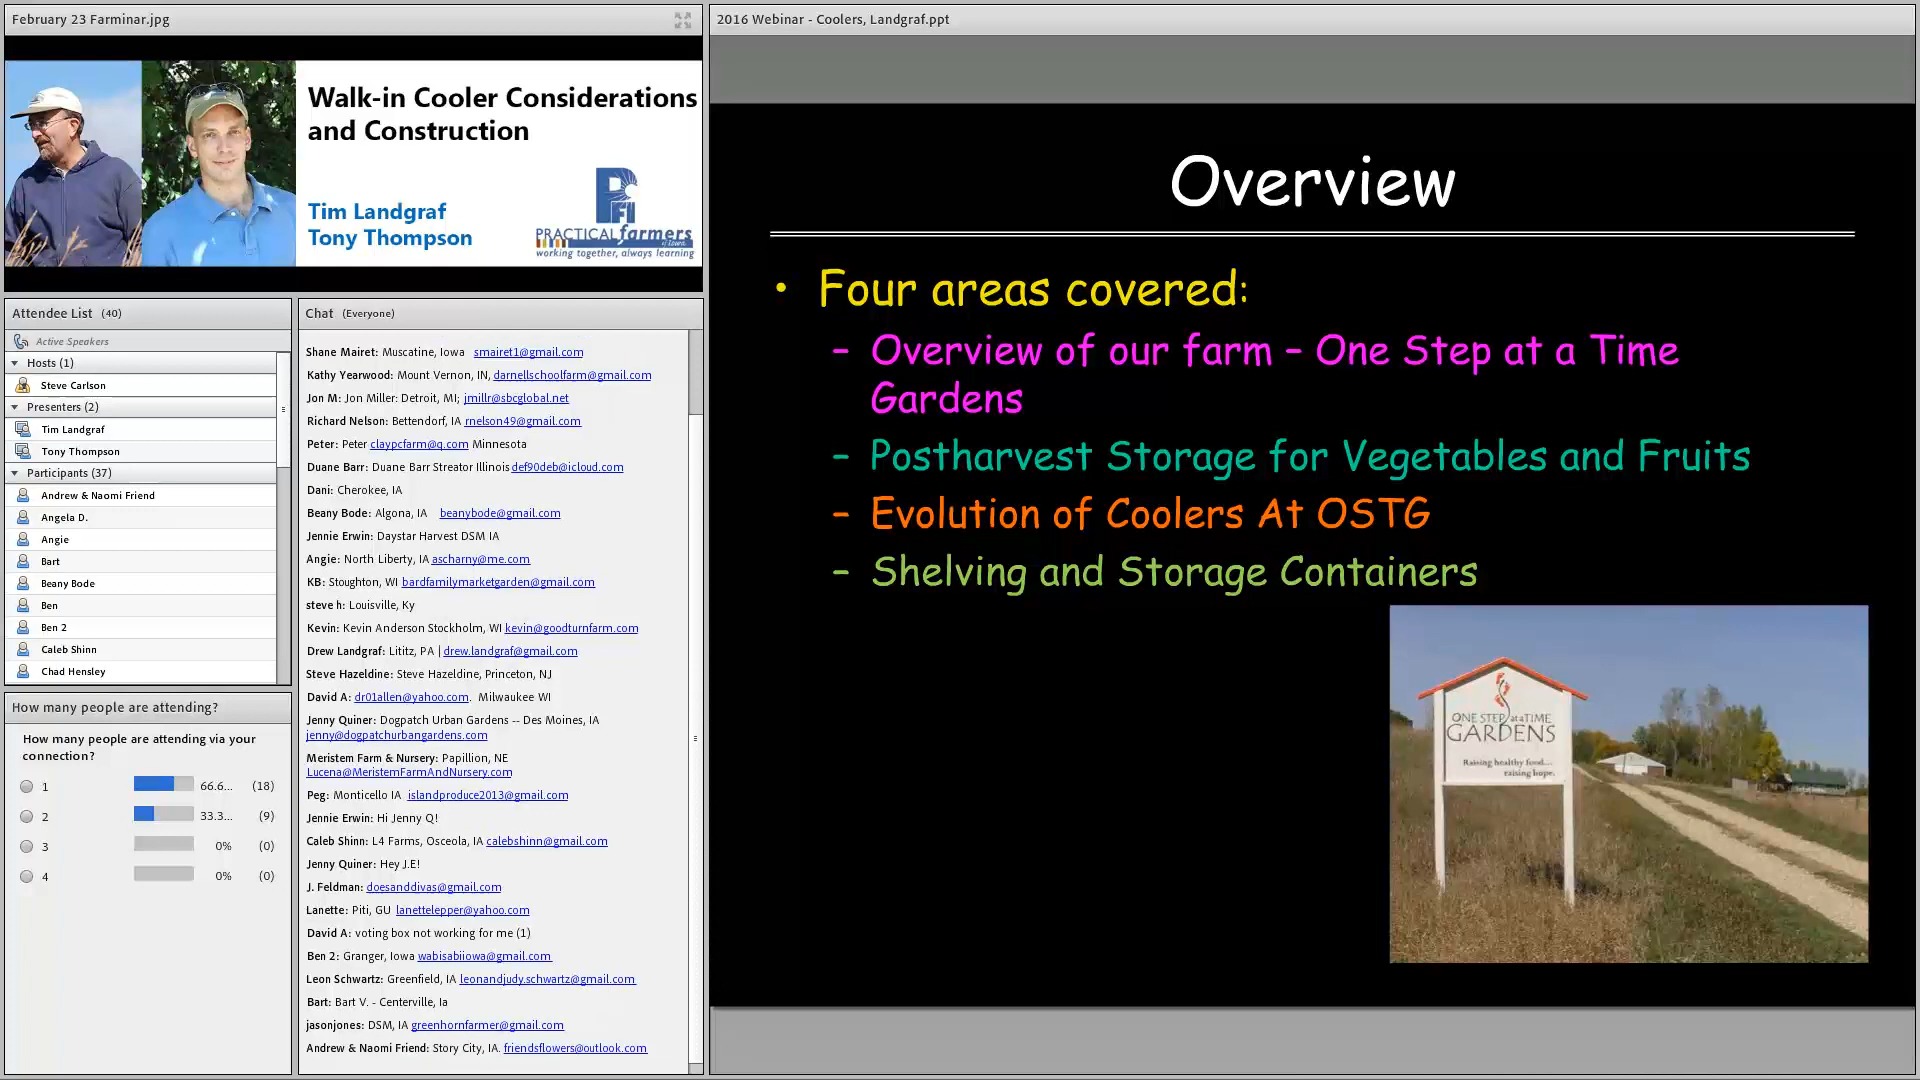 February 23 Farminar.jpg
Walk-in Cooler Considerations
and Construction
Tim Landgraf
Tony Thompson
PFI
PRACTICAL farmers
of Iowa
working together, always learning
Attendee List (40)
Active Speakers
Hosts (1)
Steve Carlson
Presenters (2)
Tim Landgraf
Tony Thompson
Participants (37)
Andrew & Naomi Friend
Angela D.
Angie
Bart
Beany Bode
Ben
Ben 2
Caleb Shinn
Chad Hensley
How many people are attending?
How many people are attending via your
connection?
1 66.6... (18)
2 33.3... (9)
3 0% (0)
4 0% (0)
Chat (Everyone)
Shane Mairet: Muscatine, Iowa smairet1@gmail.com
Kathy Yearwood: Mount Vernon, IN, darnellschoolfarm@gmail.com
Jon M: Jon Miller: Detroit, MI; jmillr@sbcglobal.net
Richard Nelson: Bettendorf, IA rnelson49@gmail.com
Peter: Peter claypcfarm@q.com Minnesota
Duane Barr: Duane Barr Streator Illinois def90deb@icloud.com
Dani: Cherokee, IA
Beany Bode: Algona, IA beanybode@gmail.com
Jennie Erwin: Daystar Harvest DSM IA
Angie: North Liberty, IA ascharny@me.com
KB: Stoughton, WI bardfamilymarketgarden@gmail.com
steve h: Louisville, Ky
Kevin: Kevin Anderson Stockholm, WI kevin@goodturnfarm.com
Drew Landgraf: Lititz, PA | drew.landgraf@gmail.com
Steve Hazeldine: Steve Hazeldine, Princeton, NJ
David A: dr01allen@yahoo.com. Milwaukee WI
Jenny Quiner: Dogpatch Urban Gardens -- Des Moines, IA
jenny@dogpatchurbangardens.com
Meristem Farm & Nursery: Papillion, NE
Lucena@MeristemFarmAndNursery.com
Peg: Monticello IA islandproduce2013@gmail.com
Jennie Erwin: Hi Jenny Q!
Caleb Shinn: L4 Farms, Osceola, IA calebshinn@gmail.com
Jenny Quiner: Hey J.E!
J. Feldman: doesanddivas@gmail.com
Lanette: Piti, GU lanettelepper@yahoo.com
David A: voting box not working for me (1)
Ben 2: Granger, Iowa wabisabiiowa@gmail.com
Leon Schwartz: Greenfield, IA leonandjudy.schwartz@gmail.com
Bart: Bart V. - Centerville, Ia
jasonjones: DSM, IA greenhornfarmer@gmail.com
Andrew & Naomi Friend: Story City, IA. friendsflowers@outlook.com
2016 Webinar - Coolers, Landgraf.ppt
Overview
• Four areas covered:
– Overview of our farm – One Step at a Time
Gardens
– Postharvest Storage for Vegetables and Fruits
– Evolution of Coolers At OSTG
– Shelving and Storage Containers
ONE STEP at a TIME
GARDENS
Raising healthy food...
raising hope.